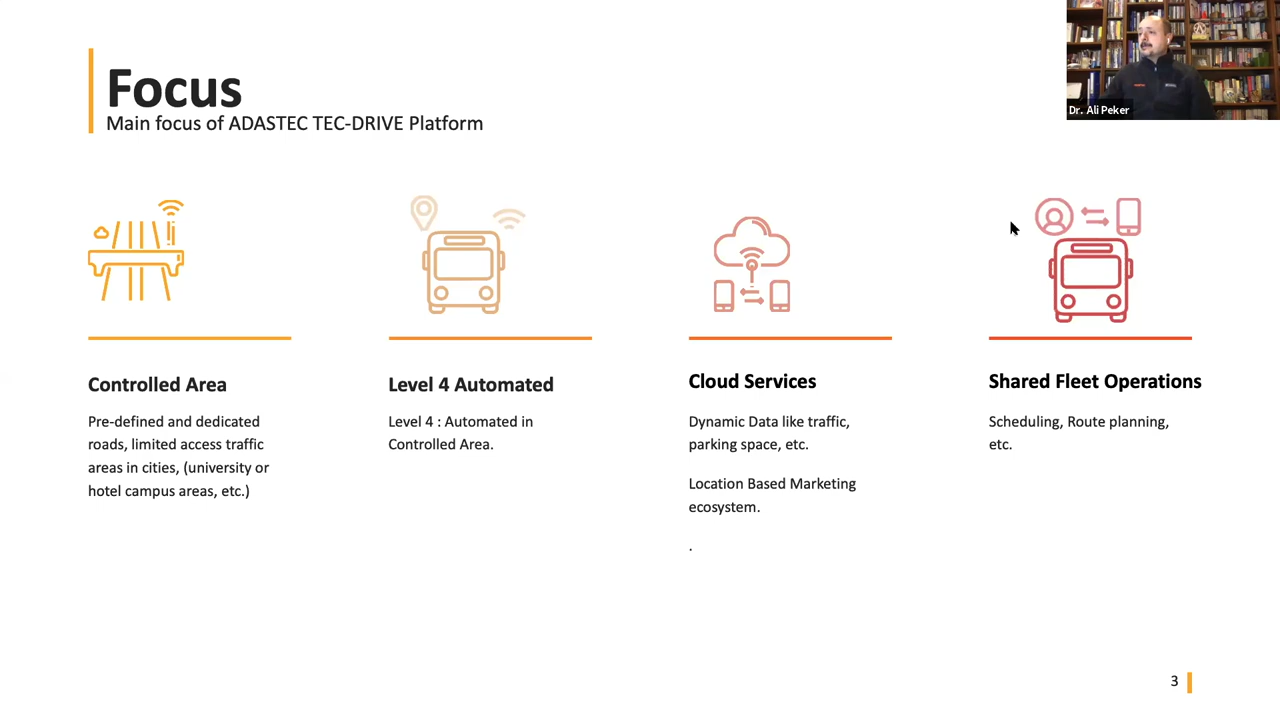 Focus
Main focus of ADASTEC TEC-DRIVE Platform
Dr. Ali Peker
Controlled Area
Pre-defined and dedicated
roads, limited access traffic
areas in cities, (university or
hotel campus areas, etc.)
Level 4 Automated
Level 4 : Automated in
Controlled Area.
Cloud Services
Dynamic Data like traffic,
parking space, etc.
Location Based Marketing
ecosystem.
.
Shared Fleet Operations
Scheduling, Route planning,
etc.
3